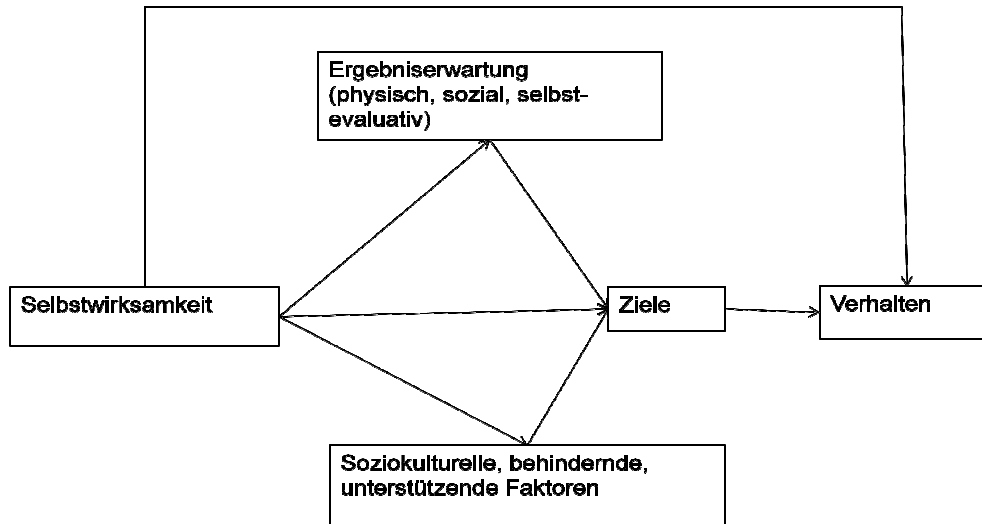 Ergebniserwartung
(physisch, sozial, selbst-
evaluativ)
Selbstwirksamkeit
Ziele
Verhalten
Soziokulturelle, behindernde,
unterstützende Faktoren